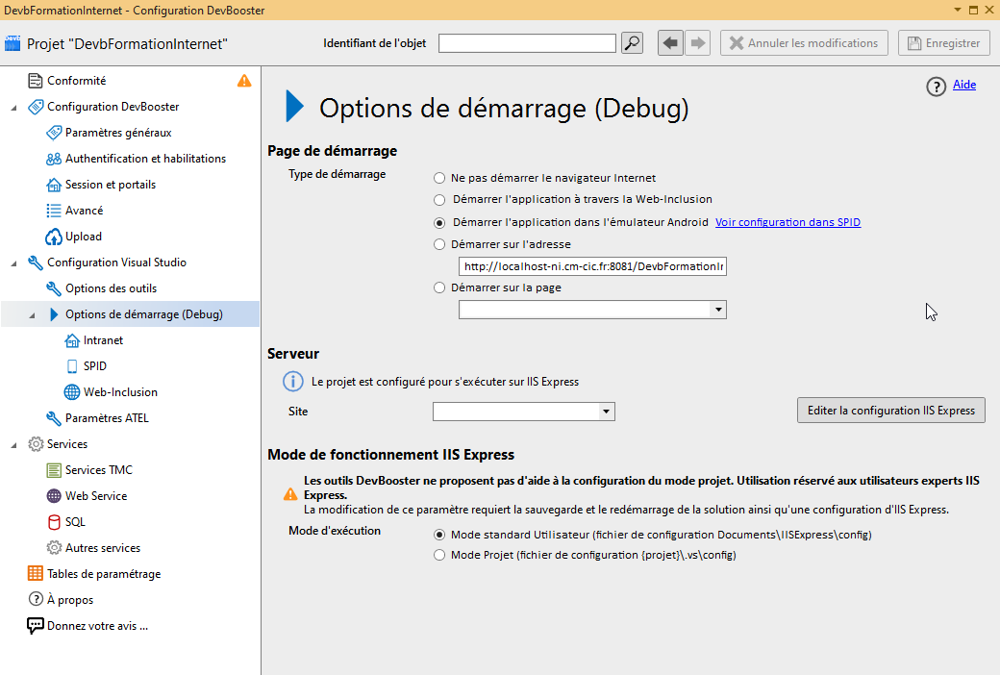 DevbFormationInternet - Configuration DevBooster
Projet "DevbFormationInternet"
Identifiant de l'objet
Annuler les modifications
Enregistrer
Conformité
Configuration DevBooster
Paramètres généraux
Authentification et habilitations
Session et portails
Avancé
Upload
Configuration Visual Studio
Options des outils
Options de démarrage (Debug)
Intranet
SPID
Web-Inclusion
Paramètres ATEL
Services
Services TMC
Web Service
SQL
Autres services
Tables de paramétrage
À propos
Donnez votre avis ...
Aide
Options de démarrage (Debug)
Page de démarrage
Type de démarrage
Ne pas démarrer le navigateur Internet
Démarrer l'application à travers la Web-Inclusion
Démarrer l'application dans l'émulateur Android Voir configuration dans SPID
Démarrer sur l'adresse
http://localhost-ni.cm-cic.fr:8081/DevbFormationIr
Démarrer sur la page
Serveur
Le projet est configuré pour s'exécuter sur IIS Express
Site
Editer la configuration IIS Express
Mode de fonctionnement IIS Express
Les outils DevBooster ne proposent pas d'aide à la configuration du mode projet. Utilisation réservé aux utilisateurs experts IIS
Express.
La modification de ce paramètre requiert la sauvegarde et le redémarrage de la solution ainsi qu'une configuration d'IIS Express.
Mode d'exécution
Mode standard Utilisateur (fichier de configuration Documents\IISExpress\config)
Mode Projet (fichier de configuration {projet}\.vs\config)